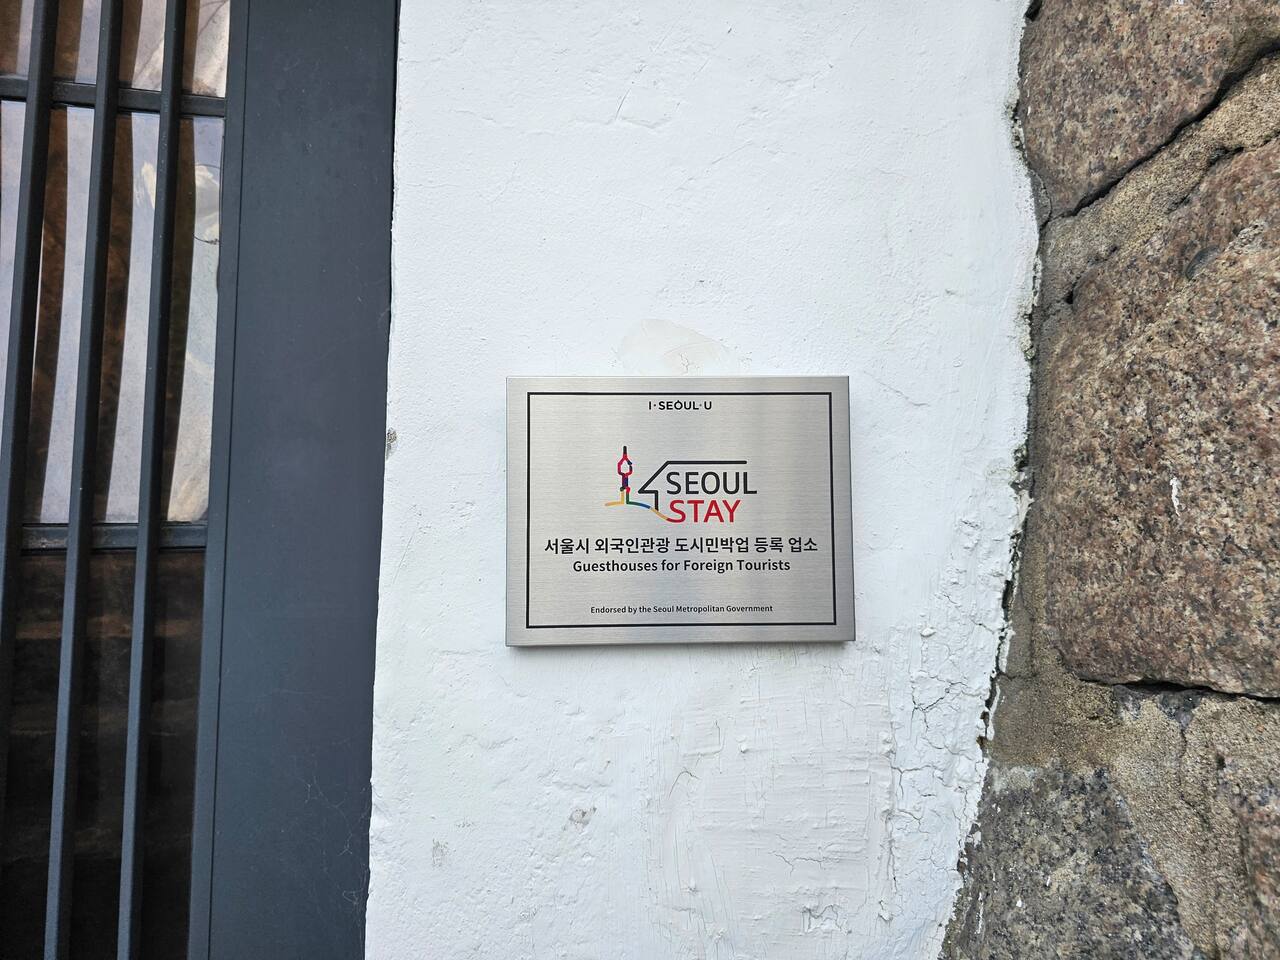 I·SEOUL·U
SEOUL
STAY
서울시 외국인관광 도시민박업 등록 업소
Guesthouses for Foreign Tourists
Endorsed by the Seoul Metropolitan Government